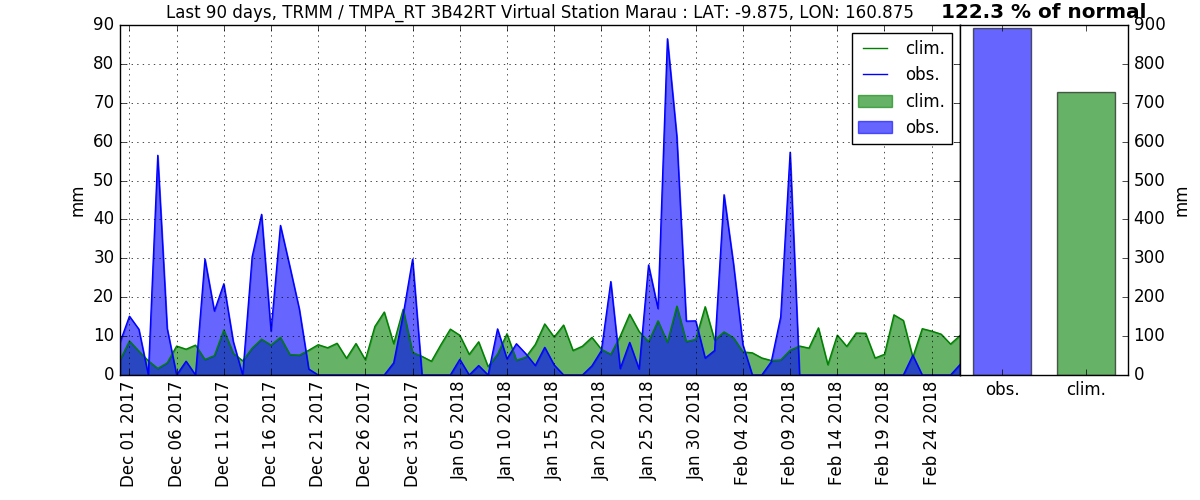 Last 90 days, TRMM / TMPA_RT 3B42RT Virtual Station Marau : LAT: -9.875, LON: 160.875
122.3 % of normal
90
80
70
60
50
40
30
20
10
0
mm
clim.
obs.
clim.
obs.
Dec 01 2017
Dec 06 2017
Dec 11 2017
Dec 16 2017
Dec 21 2017
Dec 26 2017
Dec 31 2017
Jan 05 2018
Jan 10 2018
Jan 15 2018
Jan 20 2018
Jan 25 2018
Jan 30 2018
Feb 04 2018
Feb 09 2018
Feb 14 2018
Feb 19 2018
Feb 24 2018
900
800
700
600
500
400
300
200
100
0
mm
obs.
clim.